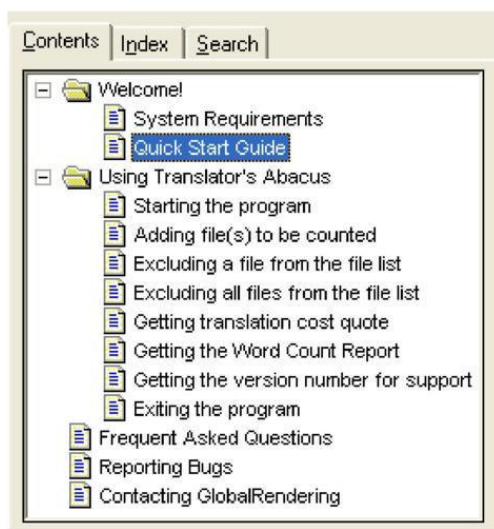 Contents Index Search
Welcome!
System Requirements
Quick Start Guide
Using Translator's Abacus
Starting the program
Adding file(s) to be counted
Excluding a file from the file list
Excluding all files from the file list
Getting translation cost quote
Getting the Word Count Report
Getting the version number for support
Exiting the program
Frequent Asked Questions
Reporting Bugs
Contacting GlobalRendering